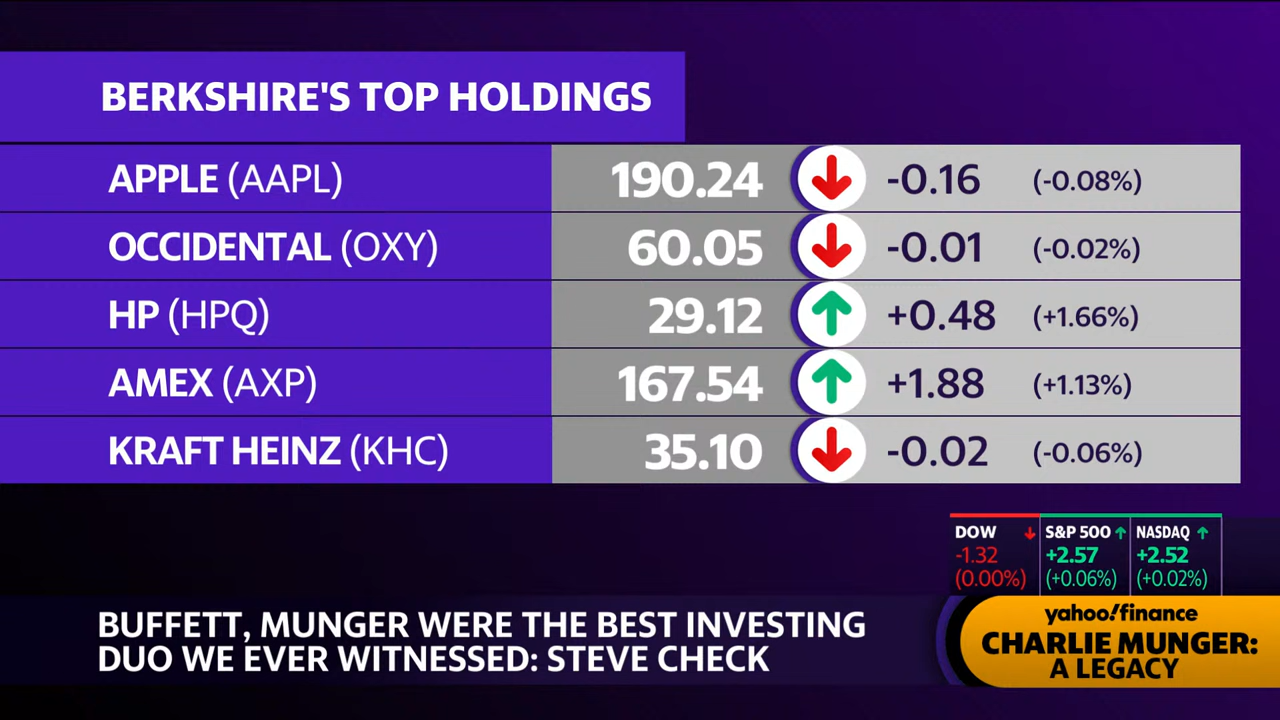 BERKSHIRE'S TOP HOLDINGS
APPLE (AAPL) 190.24 -0.16 (-0.08%)
OCCIDENTAL (OXY) 60.05 -0.01 (-0.02%)
HP (HPQ) 29.12 +0.48 (+1.66%)
AMEX (AXP) 167.54 +1.88 (+1.13%)
KRAFT HEINZ (KHC) 35.10 -0.02 (-0.06%)
DOW S&P 500 NASDAQ
-1.32 +2.57 +2.52
(0.00%) (+0.06%) (+0.02%)
BUFFETT, MUNGER WERE THE BEST INVESTING
DUO WE EVER WITNESSED: STEVE CHECK
yahoo!finance
CHARLIE MUNGER:
A LEGACY